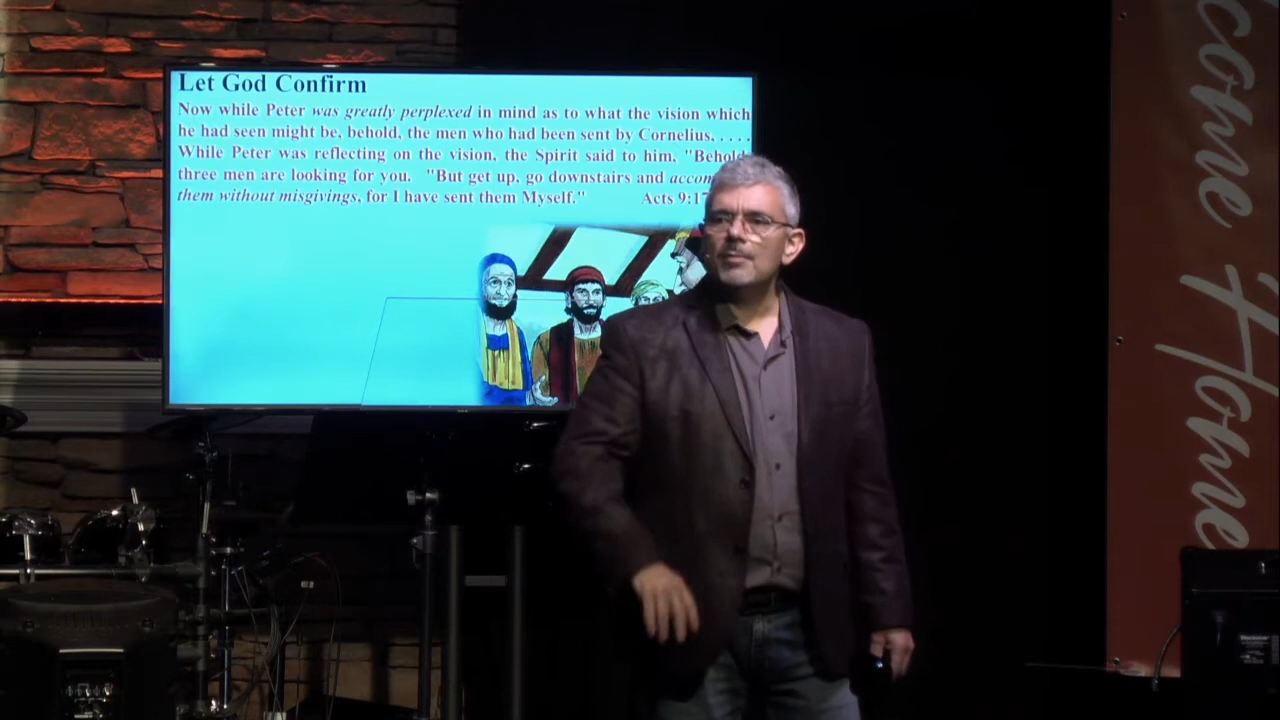 Let God Confirm
Now while Peter was greatly perplexed in mind as to what the vision which
he had seen might be, behold, the men who had been sent by Cornelius. . . . .
While Peter was reflecting on the vision, the Spirit said to him, "Behold
three men are looking for you. "But get up, go downstairs and accom
them without misgivings, for I have sent them Myself." Acts 9:17
come Home